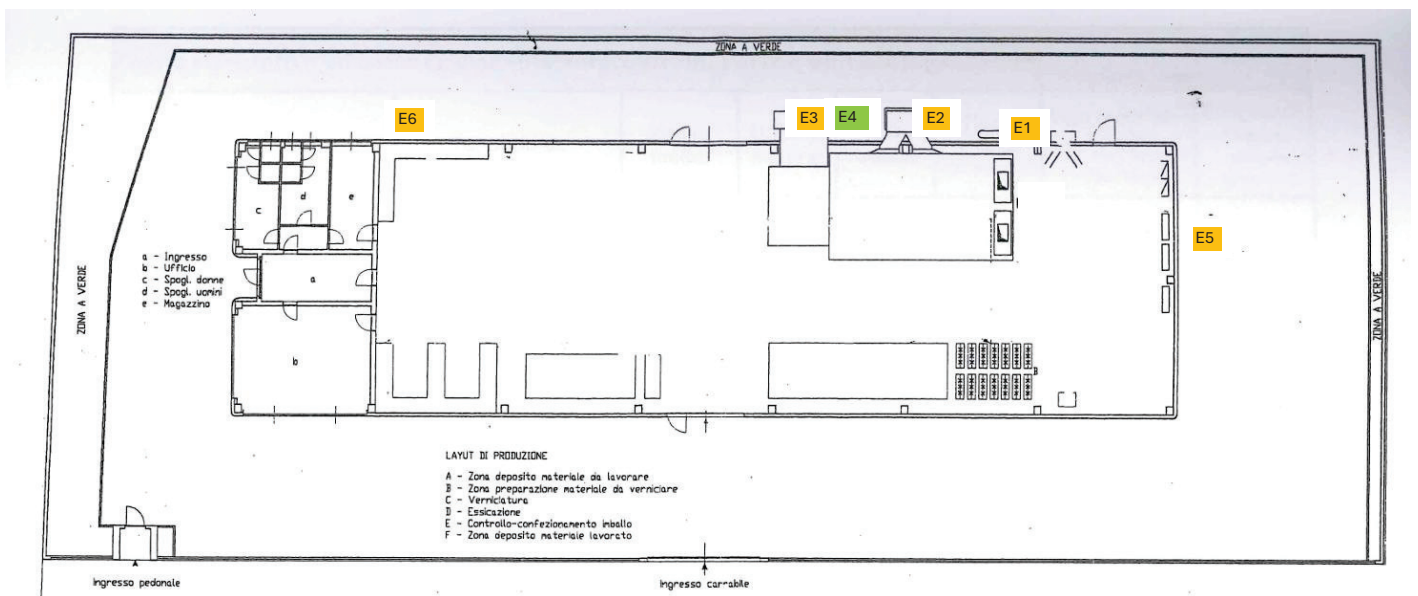 ZONA A VERDE
E6
E3
E4
E2
E1
c
d
e
E5
a - Ingresso
b - Ufficio
c - Spogl. donne
d - Spogl. uomini
e - Magazzino
a
ZONA A VERDE
ZONA A VERDE
b
B
LAYUT DI PRODUZIONE
A - Zona deposito materiale da lavorare
B - Zona preparazione materiale da verniciare
C - Verniciatura
D - Essicazione
E - Controllo-confezionamento imballo
F - Zona deposito materiale lavorato
Ingresso pedonale
Ingresso carrabile